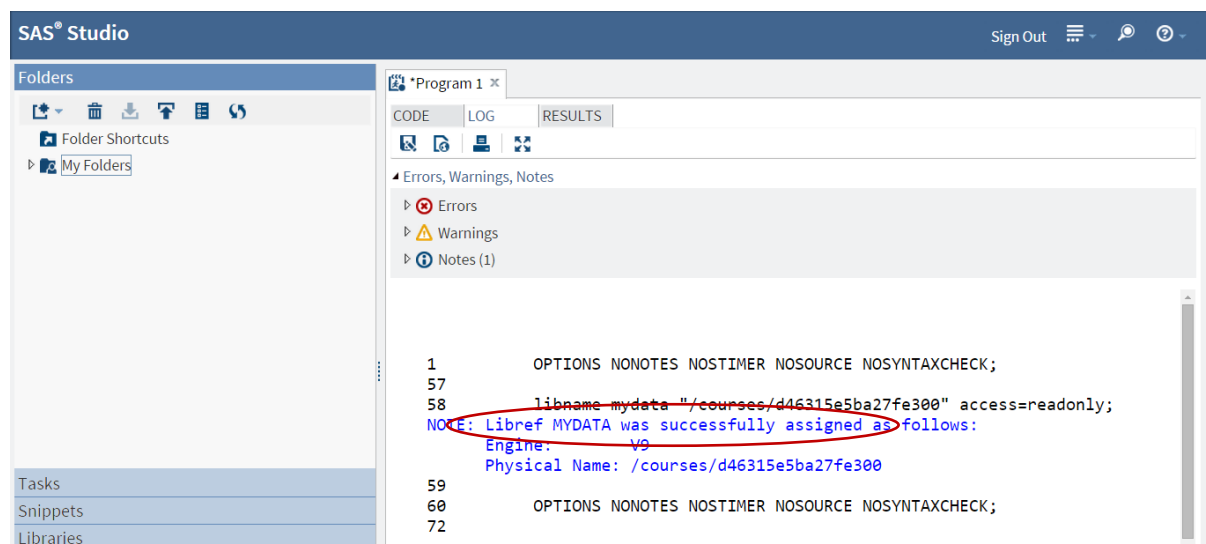 SAS® Studio
Sign Out
Folders
Folder Shortcuts
My Folders
Tasks
Snippets
Libraries
*Program 1
CODE LOG RESULTS
Errors, Warnings, Notes
Errors
Warnings
Notes (1)
1 OPTIONS NONOTES NOSTIMER NOSOURCE NOSYNTAXCHECK;
57
58 libname mydata "/courses/d46315e5ba27fe300" access=readonly;
NOTE: Libref MYDATA was successfully assigned as follows:
Engine: V9
Physical Name: /courses/d46315e5ba27fe300
59
60 OPTIONS NONOTES NOSTIMER NOSOURCE NOSYNTAXCHECK;
72